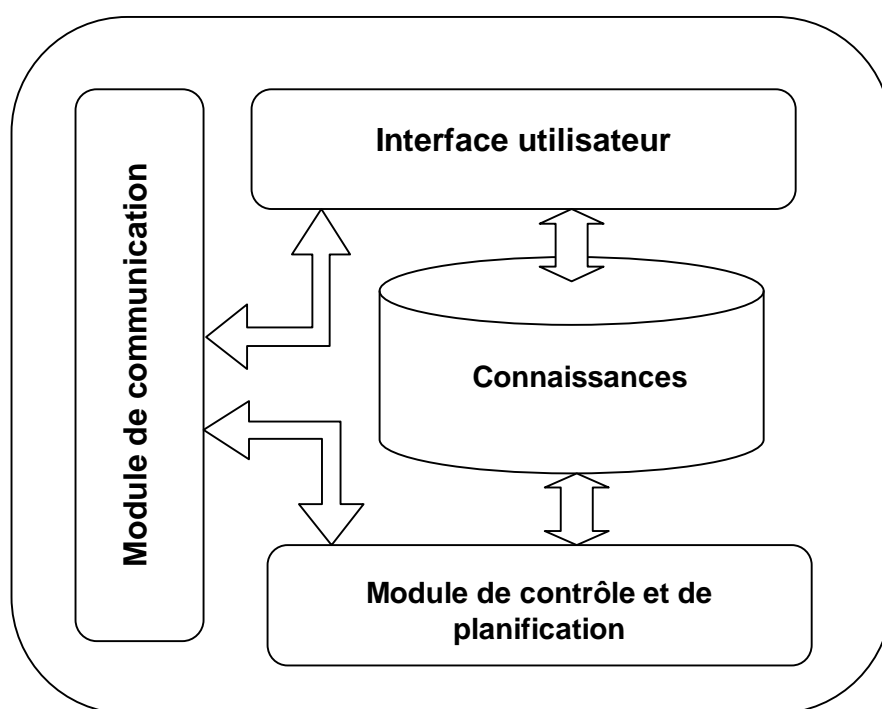 Interface utilisateur
Module de communication
Connaissances
Module de contrôle et de
planification